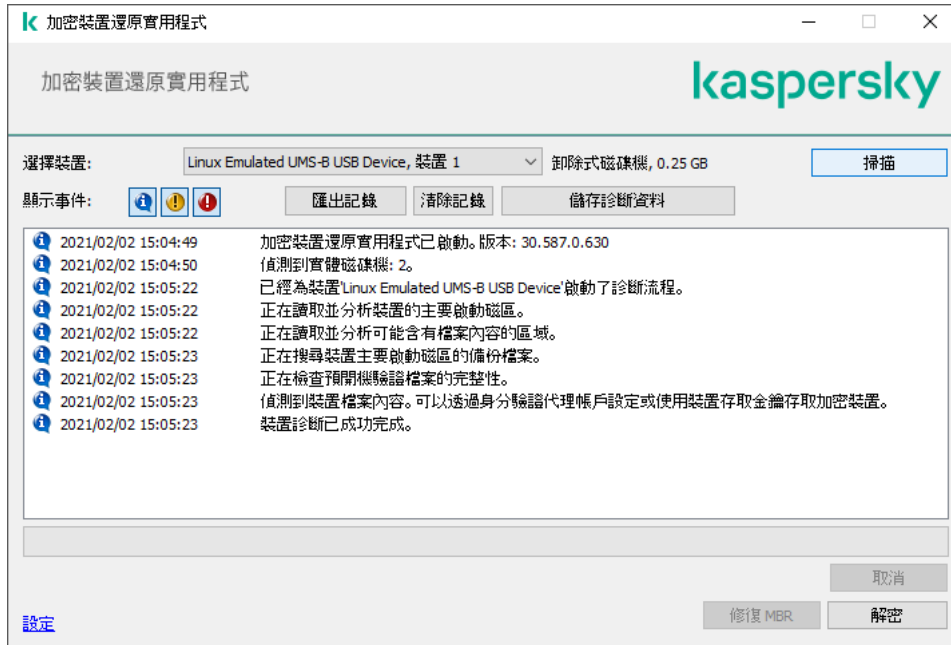 加密裝置還原實用程式
加密裝置還原實用程式
kaspersky
選擇裝置: Linux Emulated UMS-B USB Device, 裝置 1 卸除式磁碟機, 0.25 GB 掃描
顯示事件: 匯出記錄 清除記錄 儲存診斷資料
2021/02/02 15:04:49 加密裝置還原實用程式已啟動。版本: 30.587.0.630
2021/02/02 15:04:50 偵測到實體磁碟機: 2。
2021/02/02 15:05:22 已經為裝置'Linux Emulated UMS-B USB Device'啟動了診斷流程。
2021/02/02 15:05:22 正在讀取並分析裝置的主要啟動磁區。
2021/02/02 15:05:22 正在讀取並分析可能含有檔案內容的區域。
2021/02/02 15:05:23 正在搜尋裝置主要啟動磁區的備份檔案。
2021/02/02 15:05:23 正在檢查預開機驗證檔案的完整性。
2021/02/02 15:05:23 偵測到裝置檔案內容。可以透過身分驗證代理帳戶設定或使用裝置存取金鑰存取加密裝置。
2021/02/02 15:05:23 裝置診斷已成功完成。
取消
設定 修復 MBR 解密